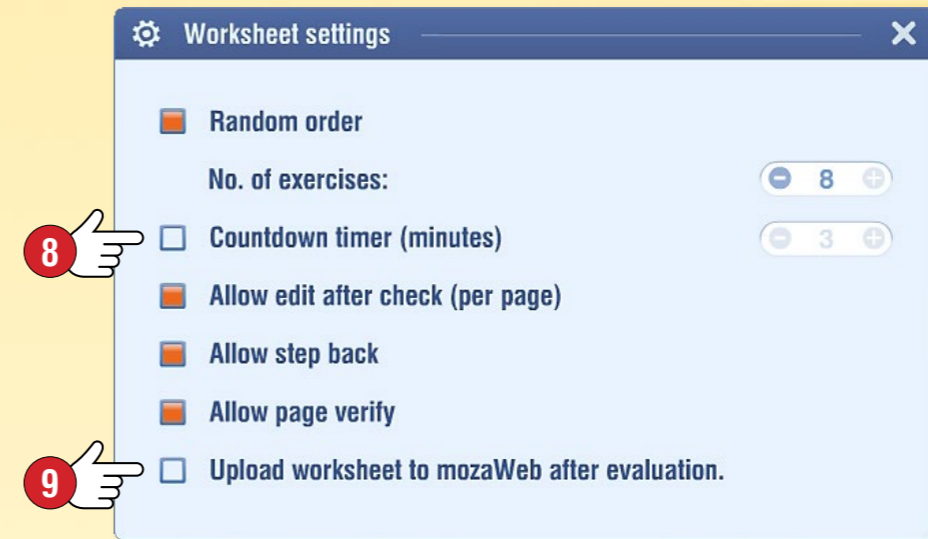 Worksheet settings
Random order
No. of exercises: 8
8 Countdown timer (minutes) 3
Allow edit after check (per page)
Allow step back
Allow page verify
9 Upload worksheet to mozaWeb after evaluation.